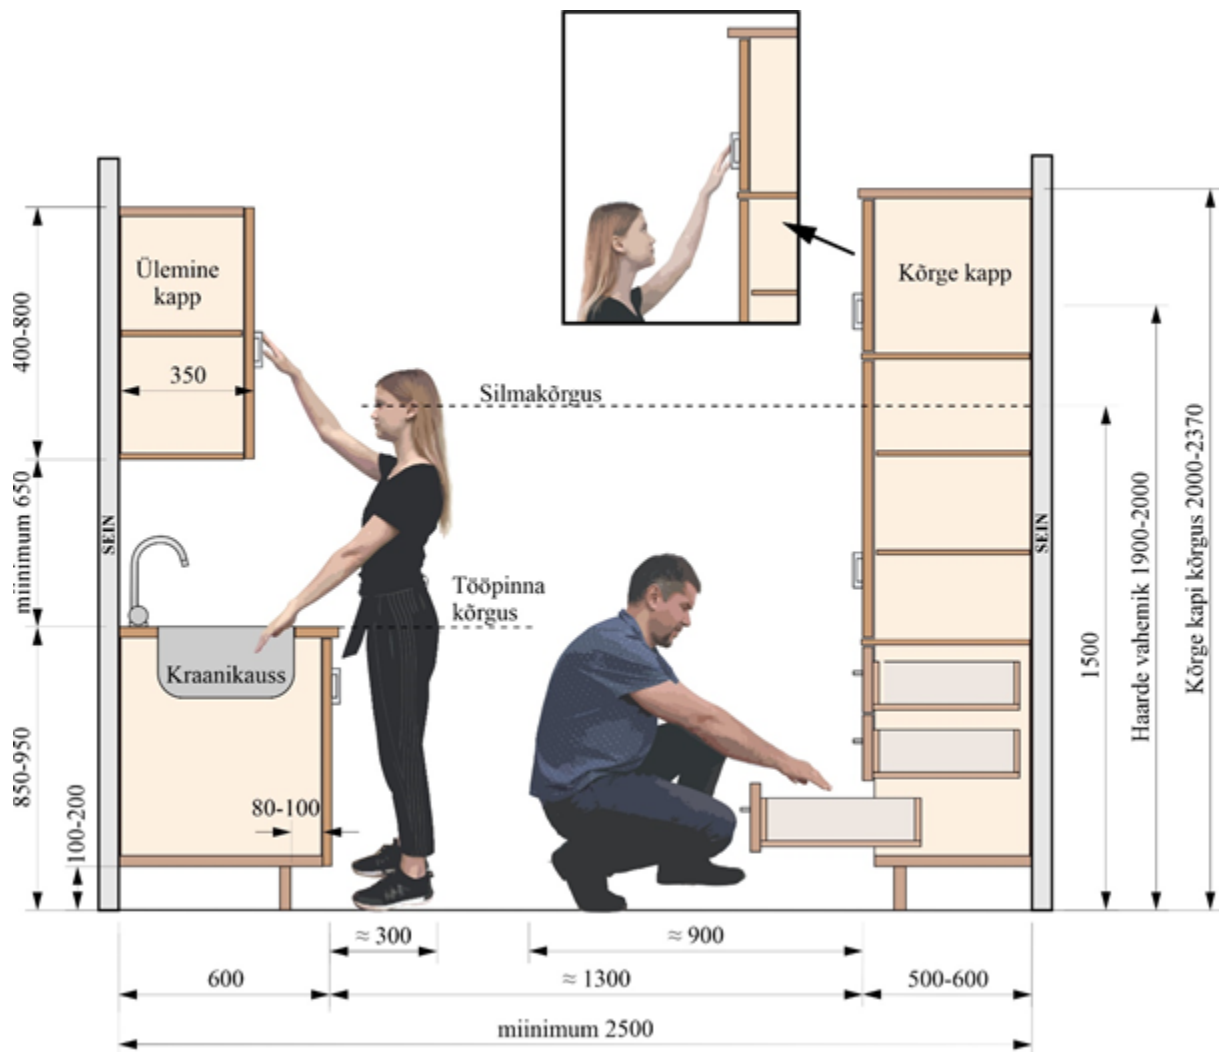 Ülemine
kapp
Kõrge kapp
400-800
350
Silmakõrgus
miinimum 650
SEIN
SEIN
Tööpinna
kõrgus
Kraanikauss
850-950
100-200
80-100
1500
Haarde vahemik 1900-2000
Kõrge kapi kõrgus 2000-2370
≈ 300
≈ 900
600
≈ 1300
500-600
miinimum 2500